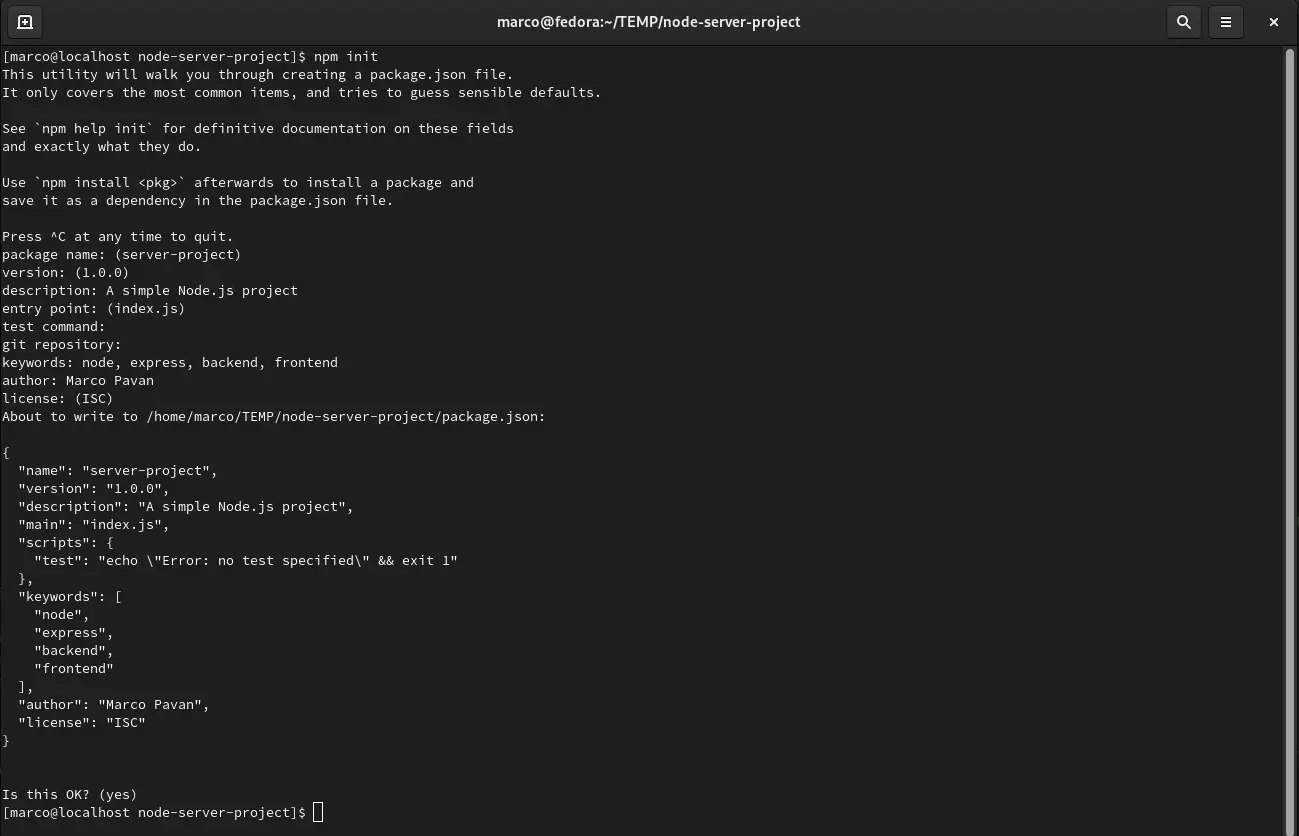 marco@fedora:~/TEMP/node-server-project
[marco@localhost node-server-project]$ npm init
This utility will walk you through creating a package.json file.
It only covers the most common items, and tries to guess sensible defaults.
See `npm help init` for definitive documentation on these fields
and exactly what they do.
Use `npm install <pkg>` afterwards to install a package and
save it as a dependency in the package.json file.
Press ^C at any time to quit.
package name: (server-project)
version: (1.0.0)
description: A simple Node.js project
entry point: (index.js)
test command:
git repository:
keywords: node, express, backend, frontend
author: Marco Pavan
license: (ISC)
About to write to /home/marco/TEMP/node-server-project/package.json:
{
  "name": "server-project",
  "version": "1.0.0",
  "description": "A simple Node.js project",
  "main": "index.js",
  "scripts": {
    "test": "echo \"Error: no test specified\" && exit 1"
  },
  "keywords": [
    "node",
    "express",
    "backend",
    "frontend"
  ],
  "author": "Marco Pavan",
  "license": "ISC"
}
Is this OK? (yes)
[marco@localhost node-server-project]$